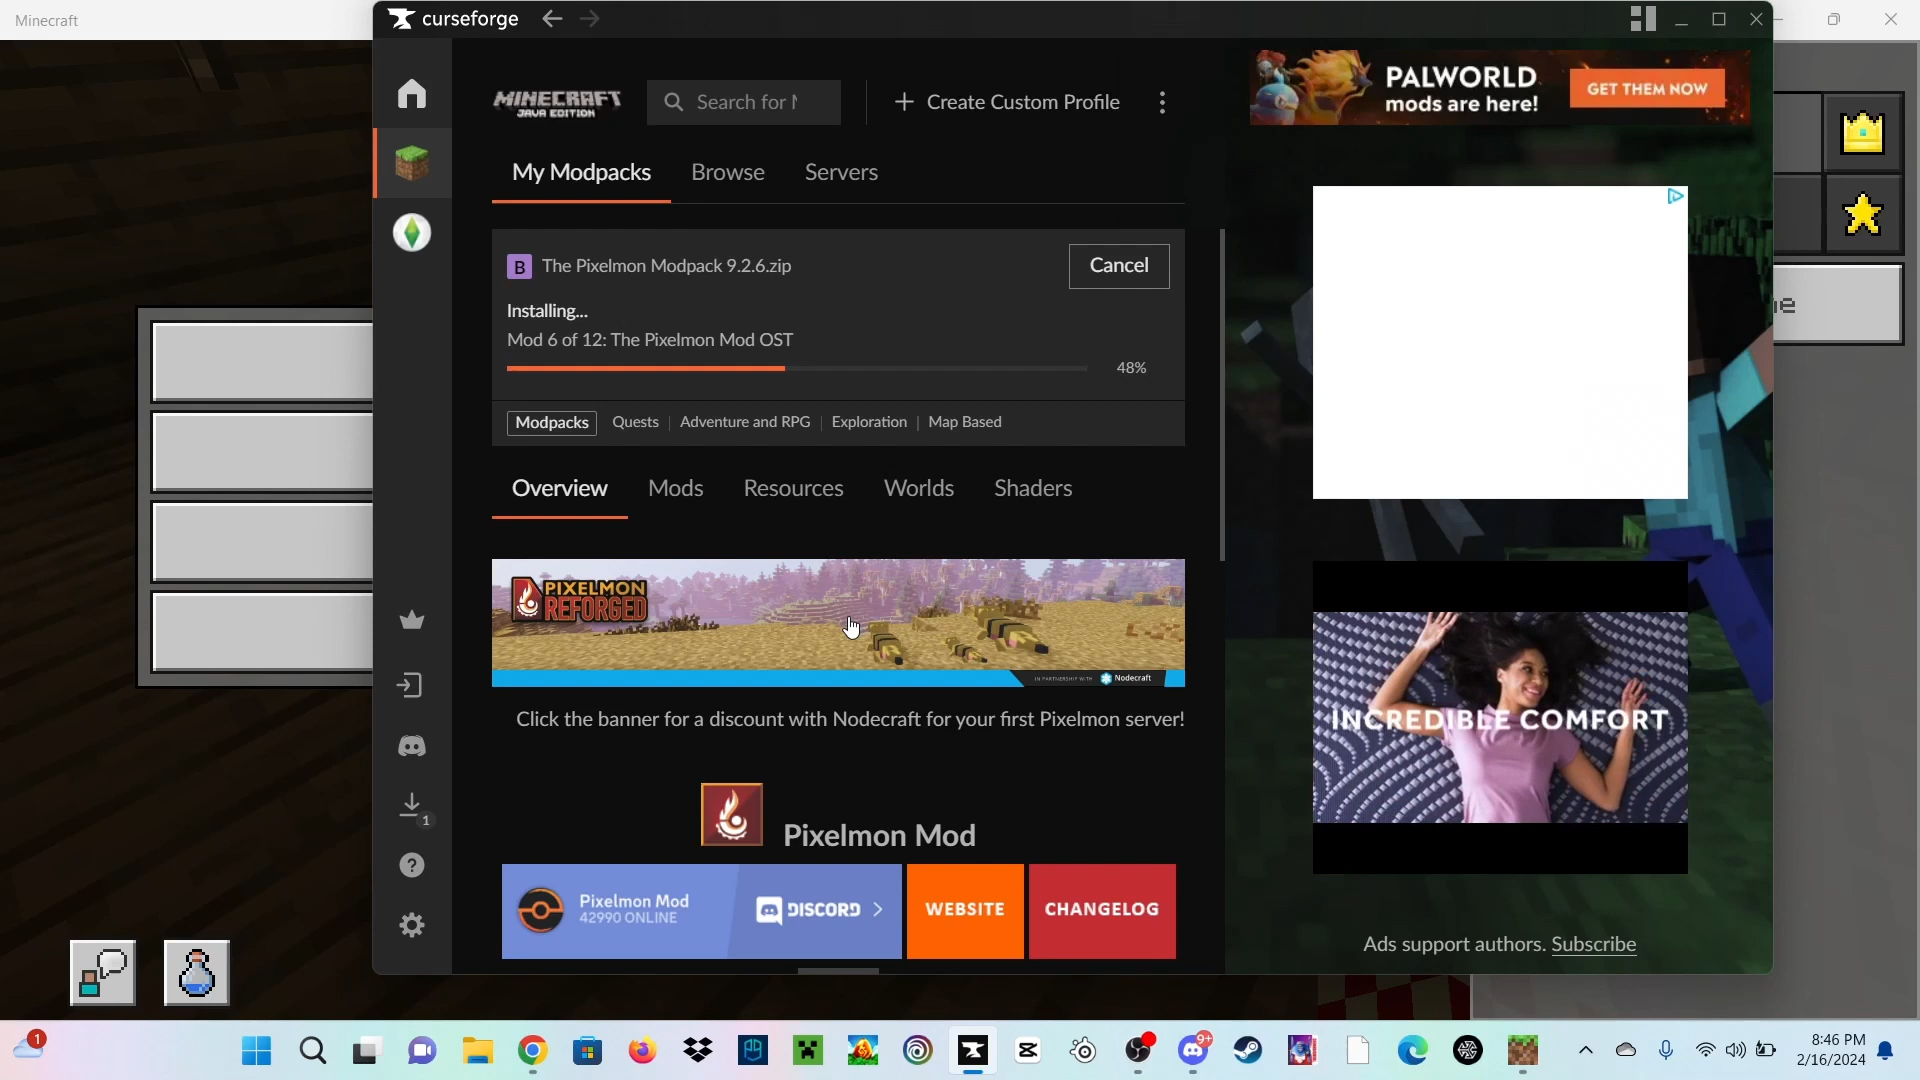 Minecraft
curseforge
MINECRAFT
JAVA EDITION
Search for
Create Custom Profile
PALWORLD
mods are here!
GET THEM NOW
My Modpacks
Browse
Servers
B
The Pixelmon Modpack 9.2.6.zip
Cancel
Installing...
Mod 6 of 12: The Pixelmon Mod OST
48%
Modpacks
Quests
Adventure and RPG
Exploration
Map Based
Overview
Mods
Resources
Worlds
Shaders
PIXELMON
REFORGED
IN PARTNERSHIP WITH
Nodecraft
Click the banner for a discount with Nodecraft for your first Pixelmon server!
INCREDIBLE COMFORT
1
Pixelmon Mod
Pixelmon Mod
42990 ONLINE
DISCORD
WEBSITE
CHANGELOG
Ads support authors. Subscribe
1
9+
8:46 PM
2/16/2024